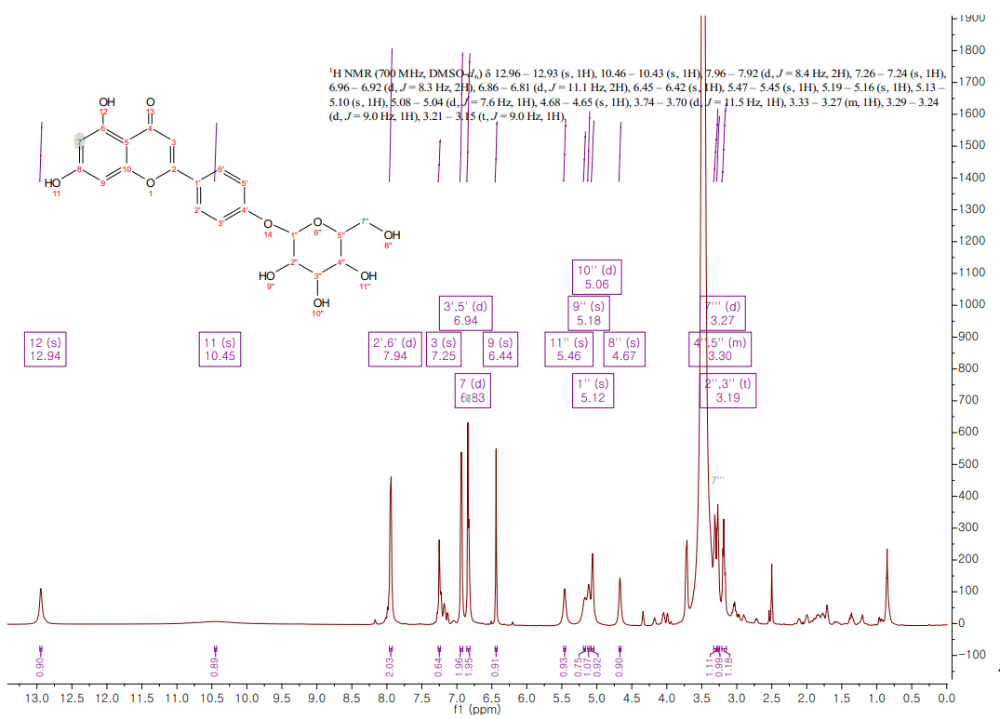 ¹H NMR (700 MHz, DMSO-d₆) δ 12.96 – 12.93 (s, 1H), 10.46 – 10.43 (s, 1H), 7.96 – 7.92 (d, J = 8.4 Hz, 2H), 7.26 – 7.24 (s, 1H),
6.96 – 6.92 (d, J = 8.3 Hz, 2H), 6.86 – 6.81 (d, J = 11.1 Hz, 2H), 6.45 – 6.42 (s, 1H), 5.47 – 5.45 (s, 1H), 5.19 – 5.16 (s, 1H), 5.13 –
5.10 (s, 1H), 5.08 – 5.04 (d, J = 7.6 Hz, 1H), 4.68 – 4.65 (s, 1H), 3.74 – 3.70 (d, J = 11.5 Hz, 1H), 3.33 – 3.27 (m, 1H), 3.29 – 3.24
(d, J = 9.0 Hz, 1H), 3.21 – 3.15 (t, J = 9.0 Hz, 1H).
OH
12
O
13
6
4
7
5
3
8
10
2
HO
11
9
O
1
1'
6'
5'
2'
3'
4'
O
14
1''
O
6''
5''
7''
OH
8''
2''
4''
3''
HO
9''
OH
11''
OH
10''
10'' (d)
5.06
3',5' (d)
6.94
9'' (s)
5.18
7''' (d)
3.27
12 (s)
12.94
11 (s)
10.45
2',6' (d)
7.94
3 (s)
7.25
9 (s)
6.44
11'' (s)
5.46
8'' (s)
4.67
4'',5'' (m)
3.30
7 (d)
6.83
1'' (s)
5.12
2'',3'' (t)
3.19
7'''
1900
1800
1700
1600
1500
1400
1300
1200
1100
1000
900
800
700
600
500
400
300
200
100
0
-100
0.90
0.89
2.03
0.64
1.96
1.95
0.91
0.93
0.75
1.07
0.92
0.90
1.11
0.99
1.18
13.0 12.5 12.0 11.5 11.0 10.5 10.0 9.5 9.0 8.5 8.0 7.5 7.0 6.5 6.0 5.5 5.0 4.5 4.0 3.5 3.0 2.5 2.0 1.5 1.0 0.5 0.0
f1 (ppm)